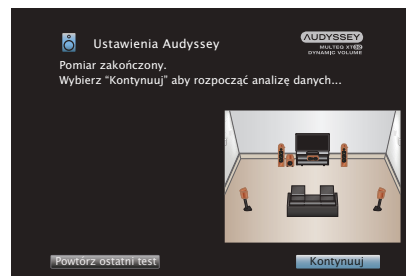 Ustawienia Audyssey
AUDYSSEY
MULTEQ XT32
DYNAMIC VOLUME
Pomiar zakończony.
Wybierz “Kontynuuj” aby rozpocząć analizę danych...
Powtórz ostatni test
Kontynuuj